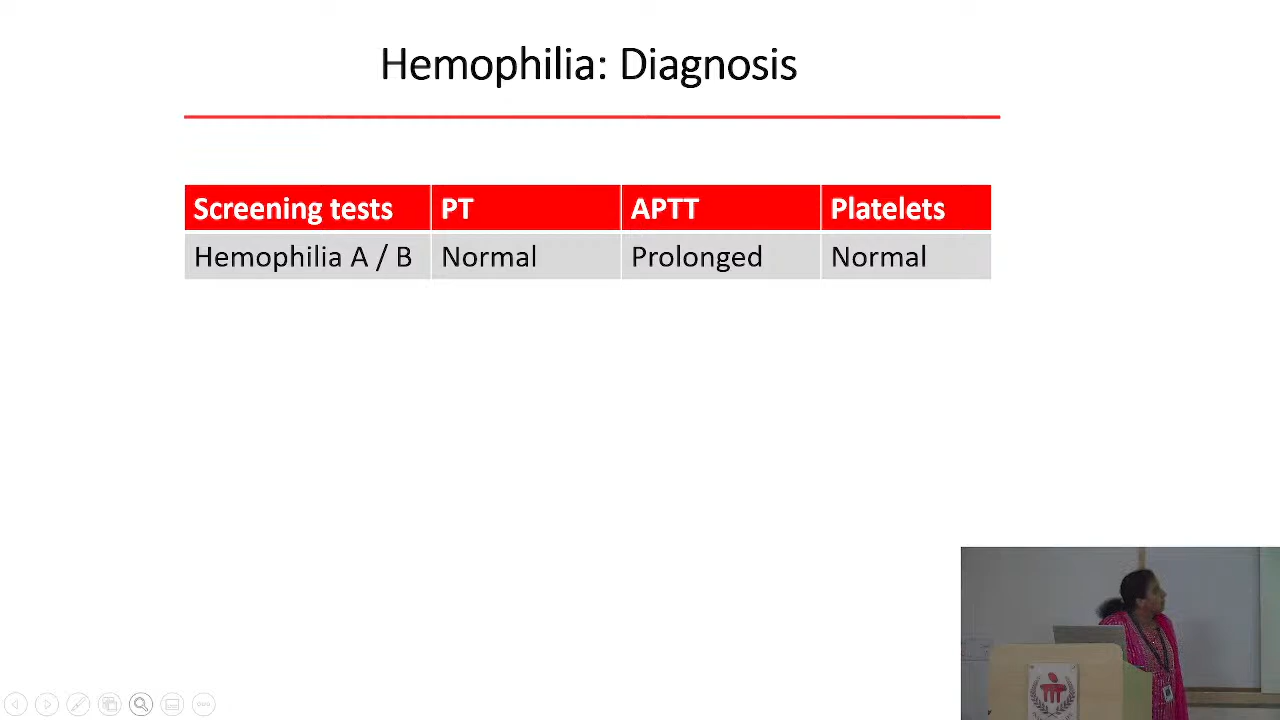 Hemophilia: Diagnosis
Screening tests PT APTT Platelets
Hemophilia A / B Normal Prolonged Normal